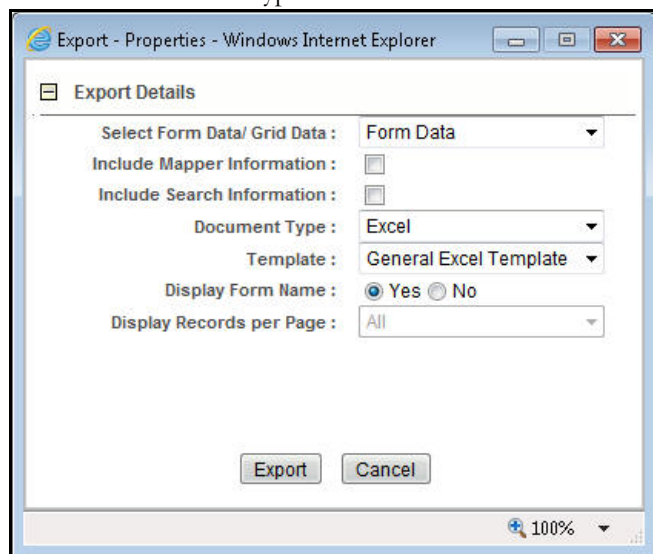 Export - Properties - Windows Internet Explorer
Export Details
Select Form Data/ Grid Data : Form Data
Include Mapper Information :
Include Search Information :
Document Type : Excel
Template : General Excel Template
Display Form Name : Yes No
Display Records per Page : All
Export Cancel
100%